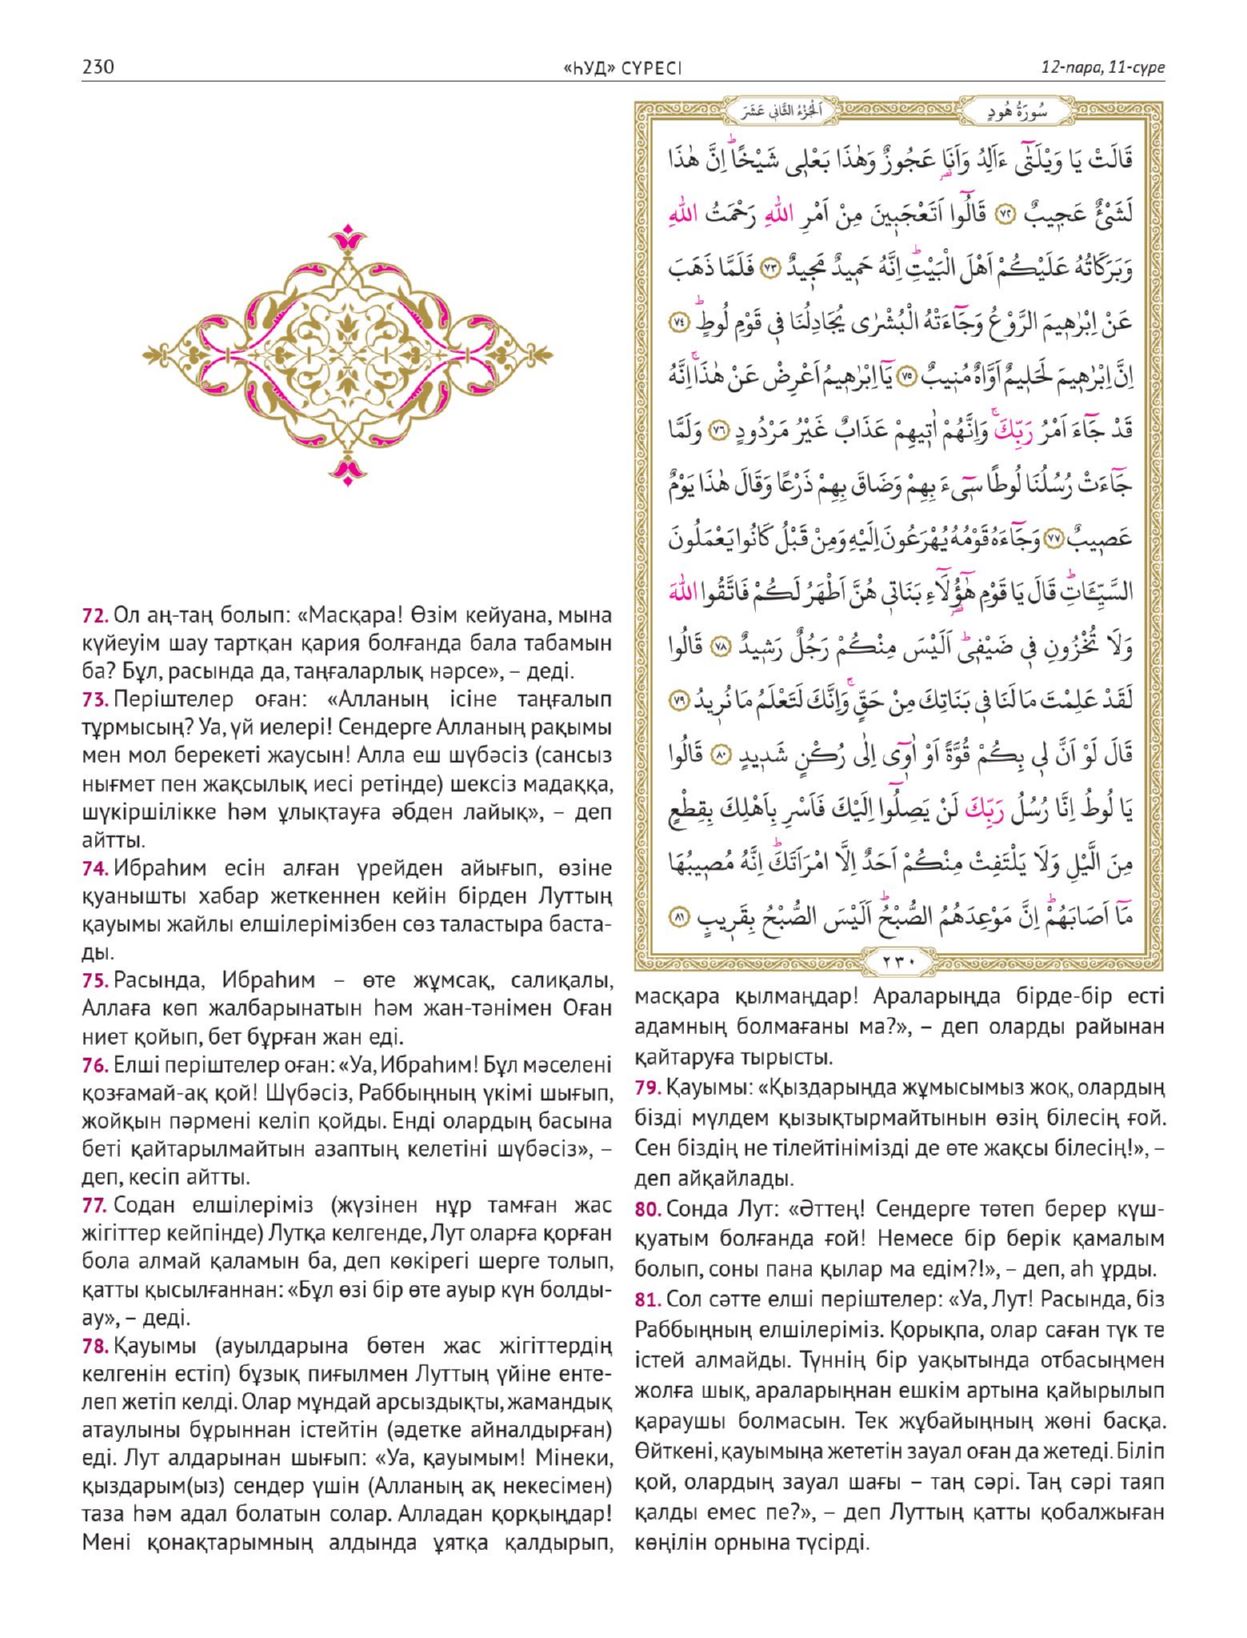 230
«ҺУД» СҮРЕСІ
12-пара, 11-сүре
72. Ол аң-таң болып: «Масқара! Өзім кейуана, мына
күйеуім шау тартқан қария болғанда бала табамын
ба? Бұл, расында да, таңғаларлық нәрсе», – деді.
73. Періштелер оған: «Алланың ісіне таңғалып
тұрмысың? Уа, үй иелері! Сендерге Алланың рақымы
мен мол берекеті жаусын! Алла еш шүбәсіз (сансыз
нығмет пен жақсылық иесі ретінде) шексіз мадаққа,
шүкіршілікке һәм ұлықтауға әбден лайық», – деп
айтты.
74. Ибраһим есін алған үрейден айығып, өзіне
қуанышты хабар жеткеннен кейін бірден Луттың
қауымы жайлы елшілерімізбен сөз таластыра баста-
ды.
75. Расында, Ибраһим – өте жұмсақ, салиқалы,
Аллаға көп жалбарынатын һәм жан-тәнімен Оған
ниет қойып, бет бұрған жан еді.
76. Елші періштелер оған: «Уа, Ибраһим! Бұл мәселені
қозғамай-ақ қой! Шүбәсіз, Раббыңның үкімі шығып,
жойқын пәрмені келіп қойды. Енді олардың басына
беті қайтарылмайтын азаптың келетіні шүбәсіз», –
деп, кесіп айтты.
77. Содан елшілеріміз (жүзінен нұр тамған жас
жігіттер кейпінде) Лутқа келгенде, Лут оларға қорған
бола алмай қаламын ба, деп көкірегі шерге толып,
қатты қысылғаннан: «Бұл өзі бір өте ауыр күн болды-
ау», – деді.
78. Қауымы (ауылдарына бөтен жас жігіттердің
келгенін естіп) бұзық пиғылмен Луттың үйіне енте-
леп жетіп келді. Олар мұндай арсыздықты, жамандық
атаулыны бұрыннан істейтін (әдетке айналдырған)
еді. Лут алдарынан шығып: «Уа, қауымым! Мінеки,
қыздарым(ыз) сендер үшін (Алланың ақ некесімен)
таза һәм адал болатын солар. Алладан қорқыңдар!
Мені қонақтарымның алдында ұятқа қалдырып,
سُورَةُ هُودٍ
اَلْجُزْءُ الثَّانِي عَشَرَ
قَالَتْ يَا وَيْلَتٰٓى ءَاَلِدُ وَاَنَا۬ عَجُوزٌ وَهٰذَا بَعْلٖى شَيْخًاۜ اِنَّ هٰذَا
لَشَيْءٌ عَجٖيبٌ ﴿٧٢﴾ قَالُٓوا اَتَعْجَبٖينَ مِنْ اَمْرِ اللّٰهِ رَحْمَتُ اللّٰهِ
وَبَرَكَاتُهُ عَلَيْكُمْ اَهْلَ الْبَيْتِۜ اِنَّهُ حَمٖيدٌ مَجٖيدٌ ﴿٧٣﴾ فَلَمَّا ذَهَبَ
عَنْ اِبْرٰهٖيمَ الرَّوْعُ وَجَٓاءَتْهُ الْبُشْرٰى يُجَادِلُنَا فٖى قَوْمِ لُوطٍۜ ﴿٧٤﴾
اِنَّ اِبْرٰهٖيمَ لَحَلٖيمٌ اَوَّاهٌ مُنٖيبٌ ﴿٧٥﴾ يَٓا اِبْرٰهٖيمُ اَعْرِضْ عَنْ هٰذَاۚ اِنَّهُ
قَدْ جَٓاءَ اَمْرُ رَبِّكَۚ وَاِنَّهُمْ اٰتٖيهِمْ عَذَابٌ غَيْرُ مَرْدُودٍ ﴿٧٦﴾ وَلَمَّا
جَٓاءَتْ رُسُلُنَا لُوطًا سٖٓىءَ بِهِمْ وَضَاقَ بِهِمْ ذَرْعًا وَقَالَ هٰذَا يَوْمٌ
عَصٖيبٌ ﴿٧٧﴾ وَجَٓاءَهُ قَوْمُهُ يُهْرَعُونَ اِلَيْهِ وَمِنْ قَبْلُ كَانُوا يَعْمَلُونَ
السَّيِّـَٔاتِۜ قَالَ يَا قَوْمِ هٰٓؤُ۬لَٓاءِ بَنَاتٖى هُنَّ اَطْهَرُ لَكُمْ فَاتَّقُوا اللّٰهَ
وَلَا تُخْزُونِ فٖى ضَيْفٖىۜ اَلَيْسَ مِنْكُمْ رَجُلٌ رَشٖيدٌ ﴿٧٨﴾ قَالُوا
لَقَدْ عَلِمْتَ مَا لَنَا فٖى بَنَاتِكَ مِنْ حَقٍّۚ وَاِنَّكَ لَتَعْلَمُ مَا نُرٖيدُ ﴿٧٩﴾
قَالَ لَوْ اَنَّ لٖى بِكُمْ قُوَّةً اَوْ اٰوٖٓى اِلٰى رُكْنٍ شَدٖيدٍ ﴿٨٠﴾ قَالُوا
يَا لُوطُ اِنَّا رُسُلُ رَبِّكَ لَنْ يَصِلُٓوا اِلَيْكَ فَاَسْرِ بِاَهْلِكَ بِقِطْعٍ
مِنَ الَّيْلِ وَلَا يَلْتَفِتْ مِنْكُمْ اَحَدٌ اِلَّا امْرَاَتَكَۜ اِنَّهُ مُصٖيبُهَا
مَٓا اَصَابَهُمْۜ اِنَّ مَوْعِدَهُمُ الصُّبْحُۜ اَلَيْسَ الصُّبْحُ بِقَرٖيبٍ ﴿٨١﴾
٢٣٠
масқара қылмаңдар! Араларыңда бірде-бір есті
адамның болмағаны ма?», – деп оларды райынан
қайтаруға тырысты.
79. Қауымы: «Қыздарыңда жұмысымыз жоқ, олардың
бізді мүлдем қызықтырмайтынын өзің білесің ғой.
Сен біздің не тілейтінімізді де өте жақсы білесің!», –
деп айқайлады.
80. Сонда Лут: «Әттең! Сендерге төтеп берер күш-
қуатым болғанда ғой! Немесе бір берік қамалым
болып, соны пана қылар ма едім?!», – деп, аһ ұрды.
81. Сол сәтте елші періштелер: «Уа, Лут! Расында, біз
Раббыңның елшілеріміз. Қорықпа, олар саған түк те
істей алмайды. Түннің бір уақытында отбасыңмен
жолға шық, араларыңнан ешкім артына қайырылып
қараушы болмасын. Тек жұбайыңның жөні басқа.
Өйткені, қауымыңа жететін зауал оған да жетеді. Біліп
қой, олардың зауал шағы – таң сәрі. Таң сәрі таяп
қалды емес пе?», – деп Луттың қатты қобалжыған
көңілін орнына түсірді.